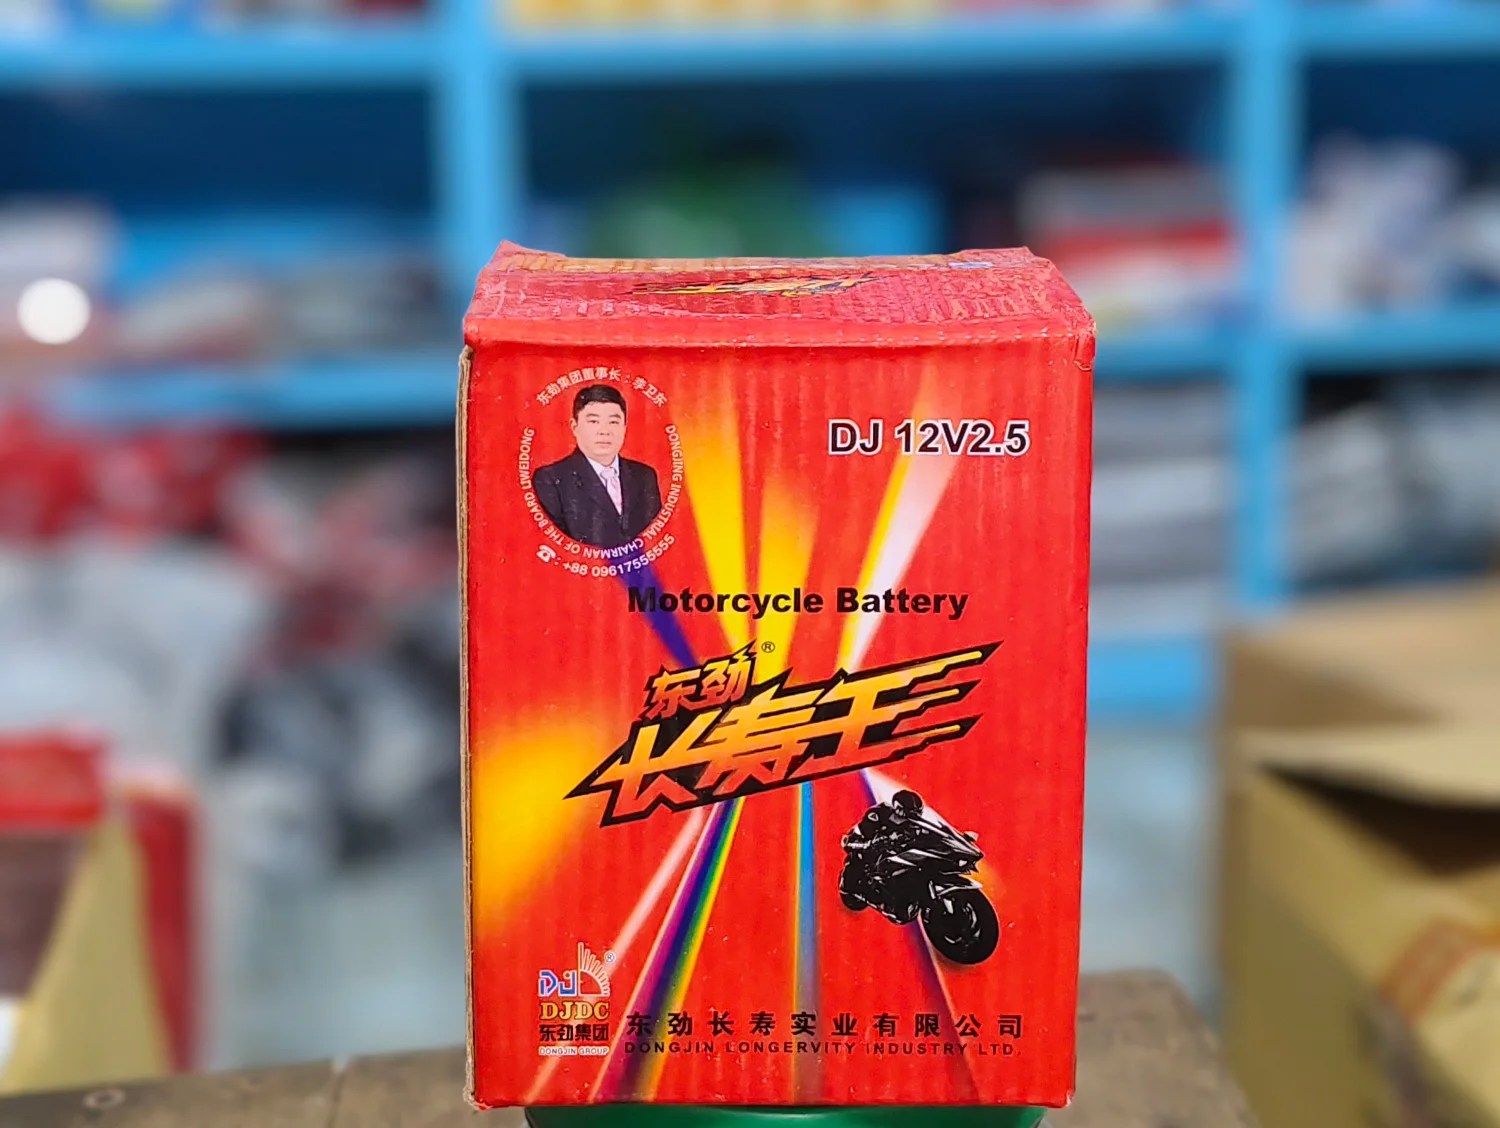 东劲集团董事长：李卫东
DONGJING INDUSTRIAL CHAIRMAN OF THE BOARD LIWEIDONG
☎: +88 09617555555
DJ 12V2.5
Motorcycle Battery
东劲®
长寿王
DJ®
DJDC
东劲集团
DONGJIN GROUP
东劲长寿实业有限公司
DONGJIN LONGERVITY INDUSTRY LTD.